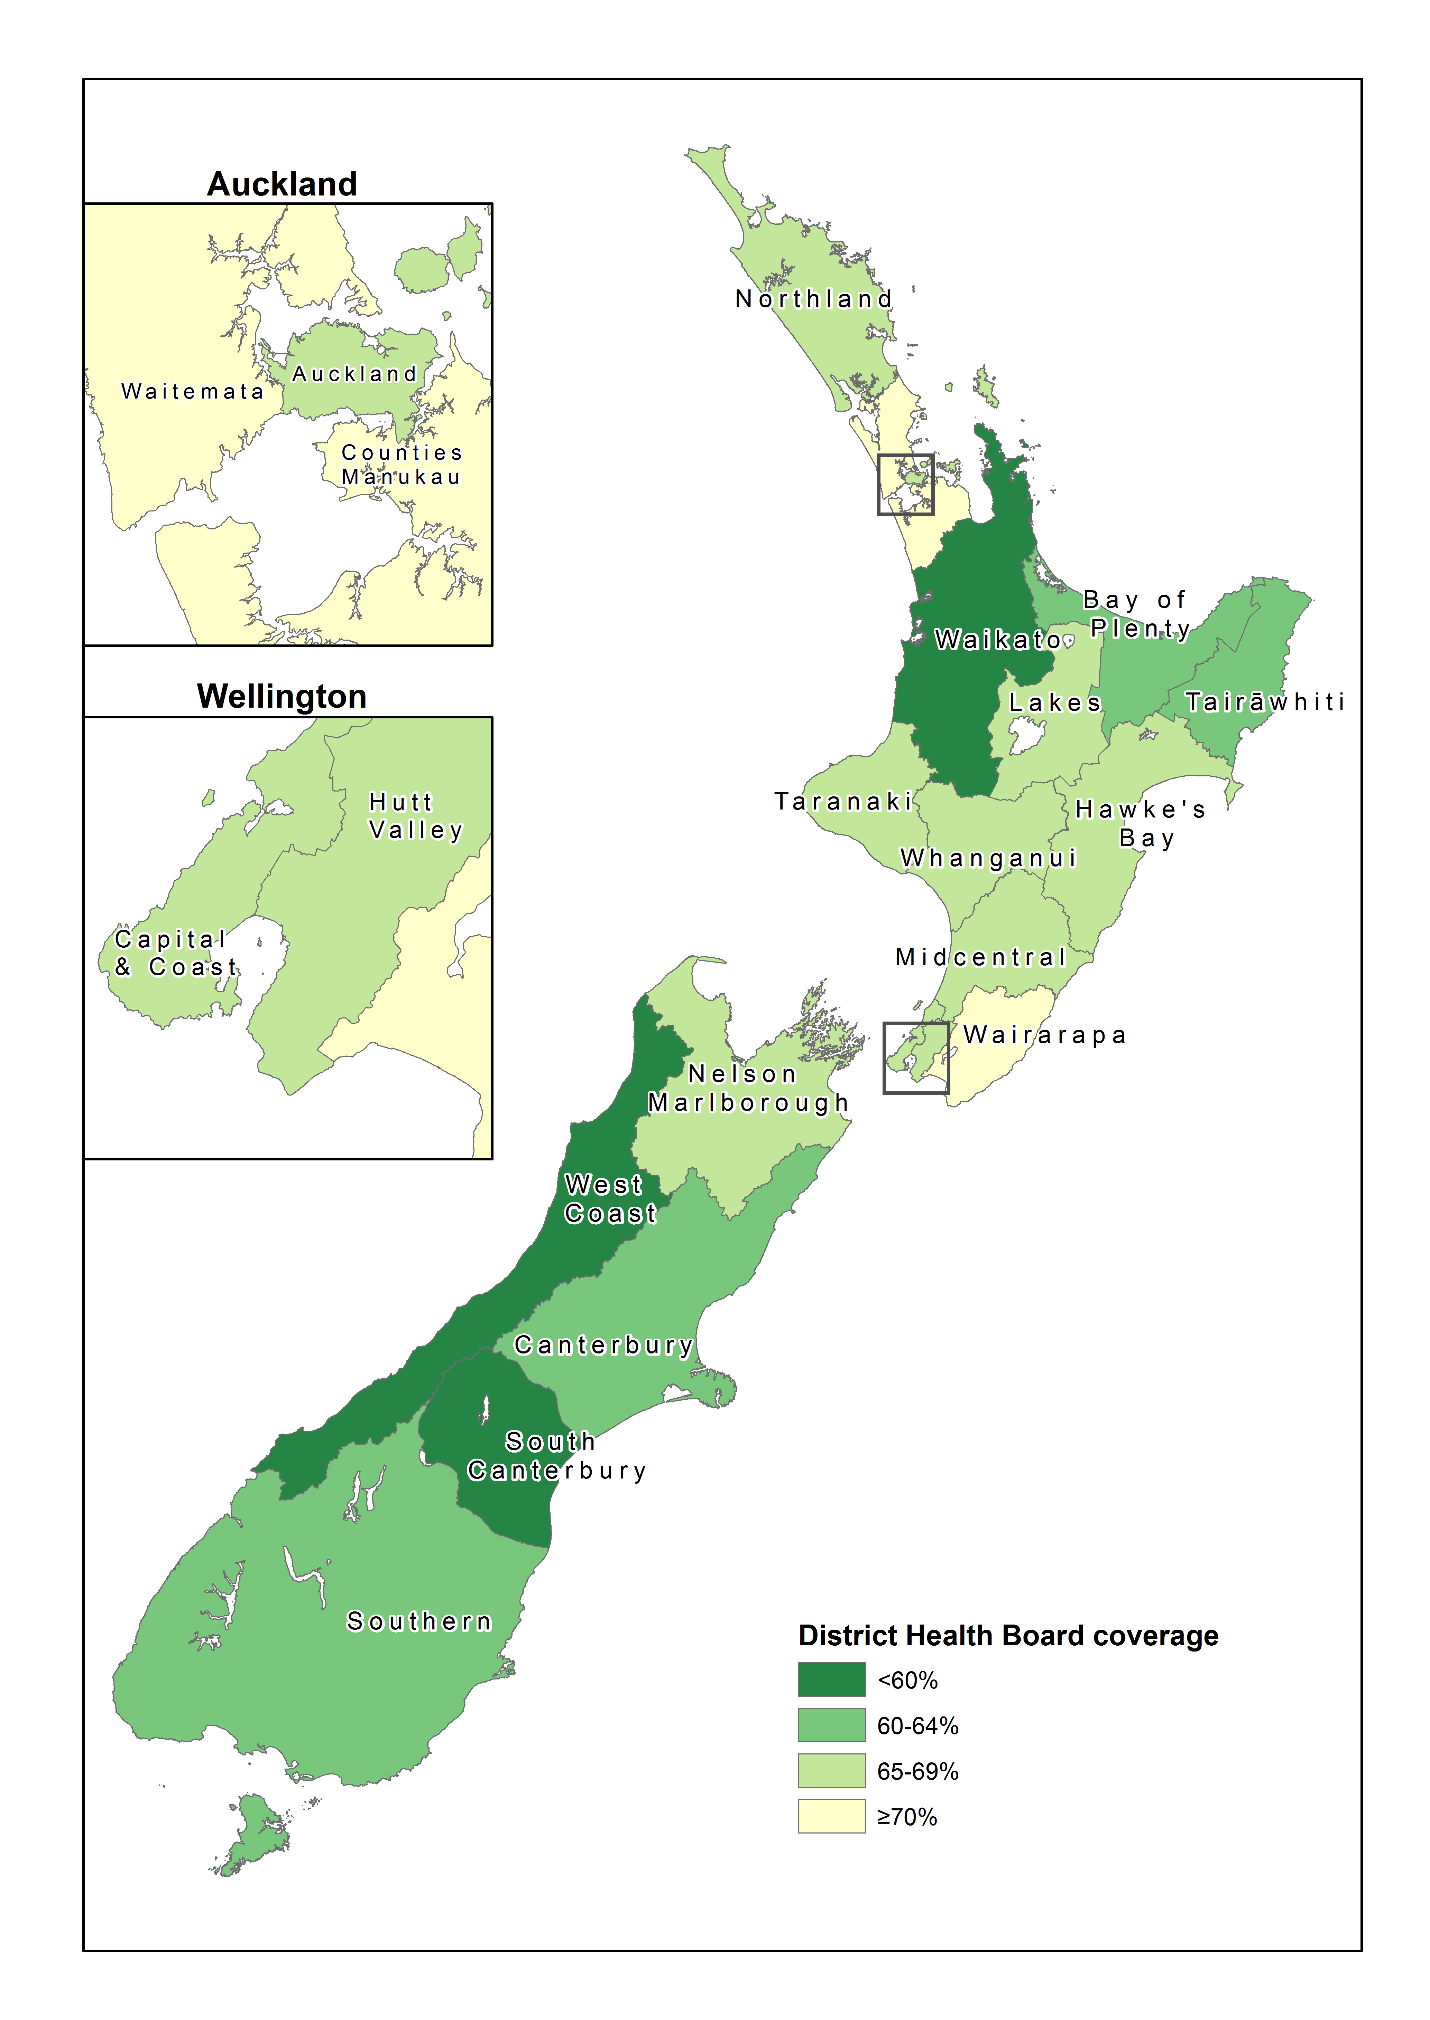 Auckland
Waitemata
Auckland
Counties
Manukau
Wellington
Hutt
Valley
Capital
& Coast
Northland
Bay of
Plenty
Waikato
Lakes
Tairāwhiti
Taranaki
Hawke's
Bay
Whanganui
Midcentral
Wairarapa
Nelson
Marlborough
West
Coast
Canterbury
South
Canterbury
Southern
District Health Board coverage
<60%
60-64%
65-69%
≥70%